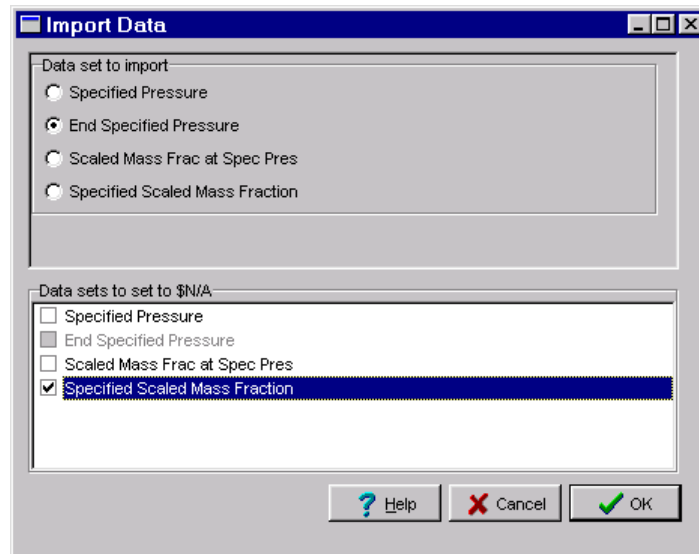 Import Data
Data set to import
Specified Pressure
End Specified Pressure
Scaled Mass Frac at Spec Pres
Specified Scaled Mass Fraction
Data sets to set to $N/A
Specified Pressure
End Specified Pressure
Scaled Mass Frac at Spec Pres
Specified Scaled Mass Fraction
Help Cancel OK